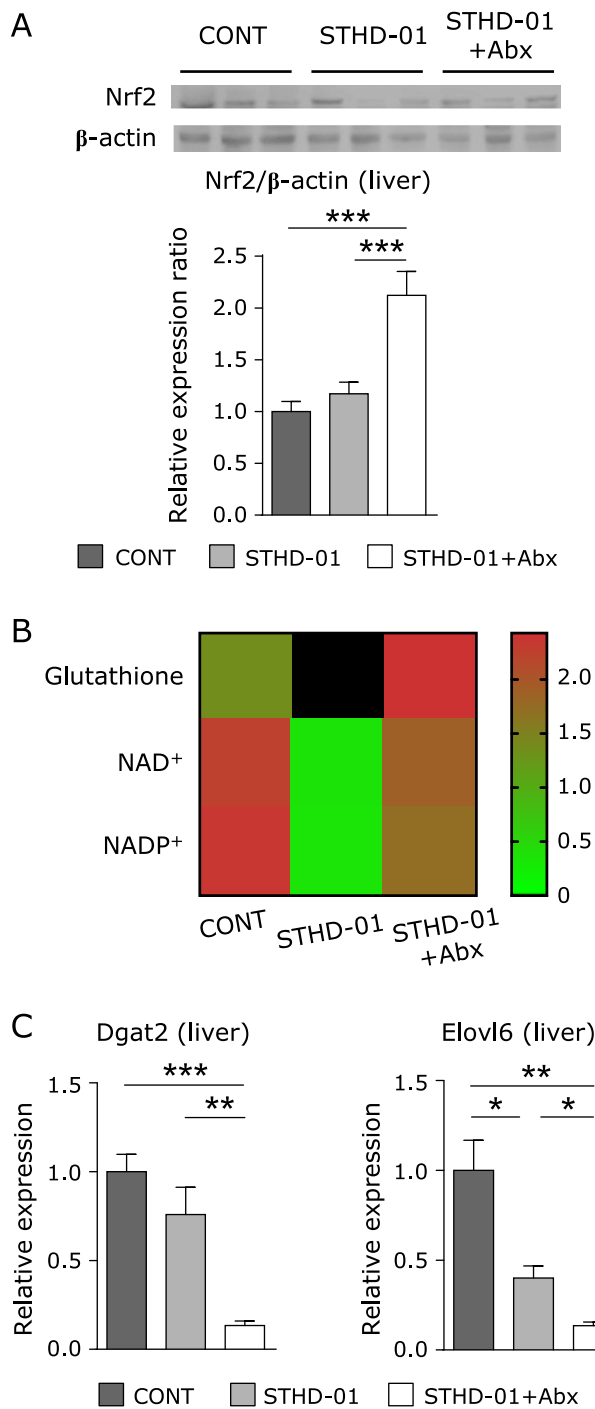 A
CONT STHD-01 STHD-01
+Abx
Nrf2
β-actin
Nrf2/β-actin (liver)
***
***
Relative expression ratio
2.5
2.0
1.5
1.0
0.5
0.0
CONT STHD-01 STHD-01+Abx
B
Glutathione
NAD+
NADP+
2.0
1.5
1.0
0.5
0
CONT STHD-01 STHD-01
+Abx
C
Dgat2 (liver) Elovl6 (liver)
***
**
Relative expression
1.5
1.0
0.5
0.0
**
* *
Relative expression
1.5
1.0
0.5
0.0
CONT STHD-01 STHD-01+Abx